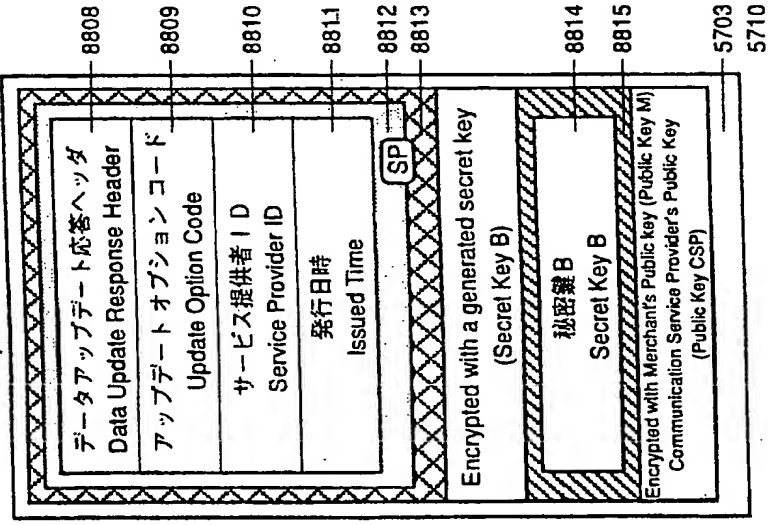 データアップデート応答ヘッダ
Data Update Response Header
アップデートオプションコード
Update Option Code
サービス提供者ID
Service Provider ID
発行日時
Issued Time
SP
Encrypted with a generated secret key
(Secret Key B)
秘密鍵 B
Secret Key B
Encrypted with Merchant's Public key (Public Key M)
Communication Service Provider's Public Key
(Public Key CSP)
8808
8809
8810
8811
8812
8813
8814
8815
5703
5710